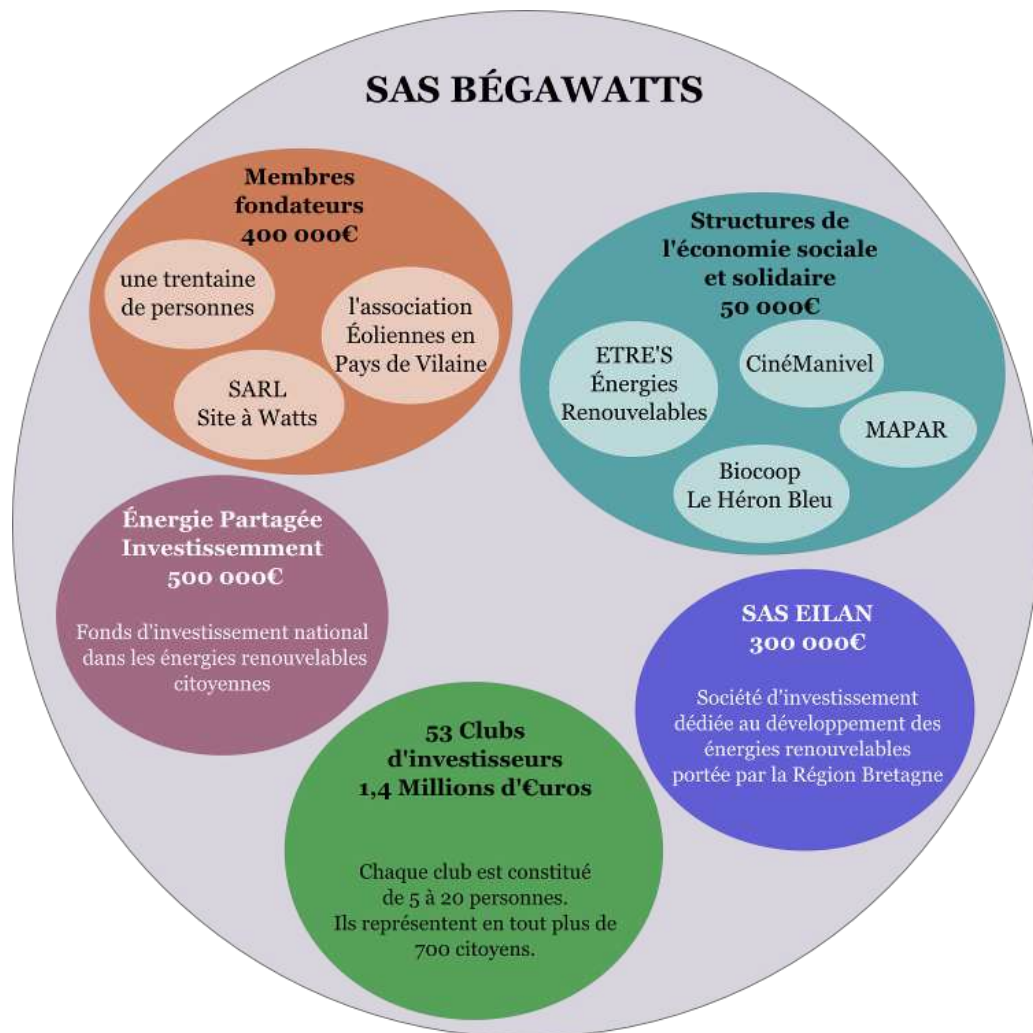 SAS BÉGAWATTS
Membres
fondateurs
400 000€
une trentaine
de personnes
l'association
Éoliennes en
Pays de Vilaine
SARL
Site à Watts
Structures de
l'économie sociale
et solidaire
50 000€
ETRE'S
Énergies
Renouvelables
CinéManivel
MAPAR
Biocoop
Le Héron Bleu
Énergie Partagée
Investissemment
500 000€
Fonds d'investissement national
dans les énergies renouvelables
citoyennes
SAS EILAN
300 000€
Société d'investissement
dédiée au développement des
énergies renouvelables
portée par la Région Bretagne
53 Clubs
d'investisseurs
1,4 Millions d'€uros
Chaque club est constitué
de 5 à 20 personnes.
Ils représentent en tout plus de
700 citoyens.